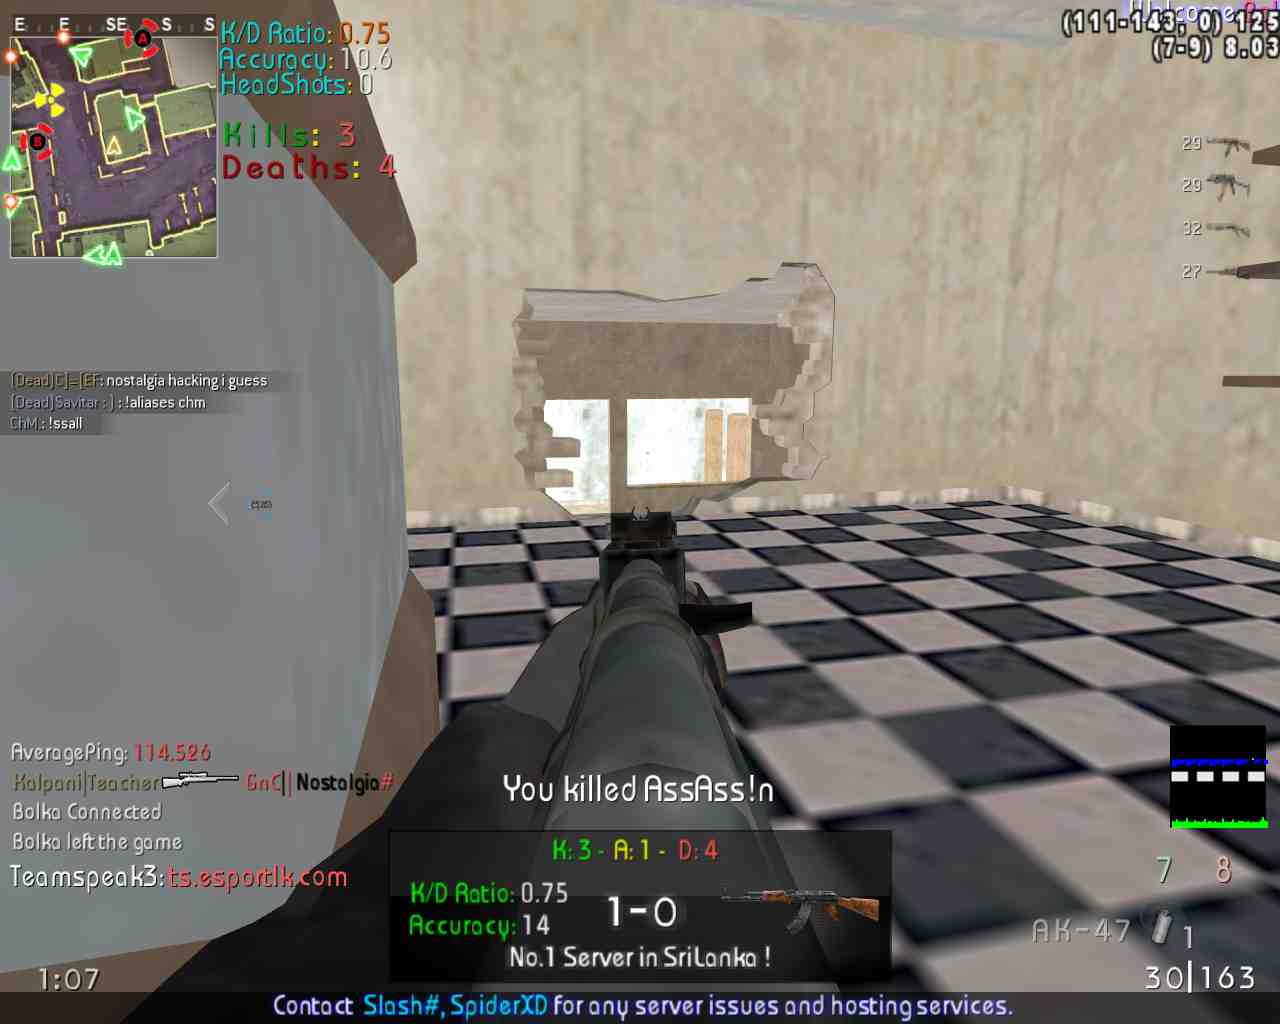 E E SE S S
A
B
K/D Ratio: 0.75
Accuracy: 10.6
HeadShots: 0
Kills: 3
Deaths: 4
Welcome
(111-143, 0) 125
(7-9) 8.03
29
29
32
27
(Dead)C]=[EF: nostalgia hacking i guess
(Dead)Savitar : ) : !aliases chm
ChM.: !ssall
AveragePing: 114.526
Kalpani|Teacher GnC|| Nostalgia#
Bolka Connected
Bolka left the game
Teamspeak3: ts.esportlk.com
You killed AssAss!n
K: 3 - A: 1 - D: 4
K/D Ratio: 0.75
Accuracy: 14
1-0
No.1 Server in SriLanka !
7 8
AK-47 1
30|163
1:07
Contact Slash#, SpiderXD for any server issues and hosting services.